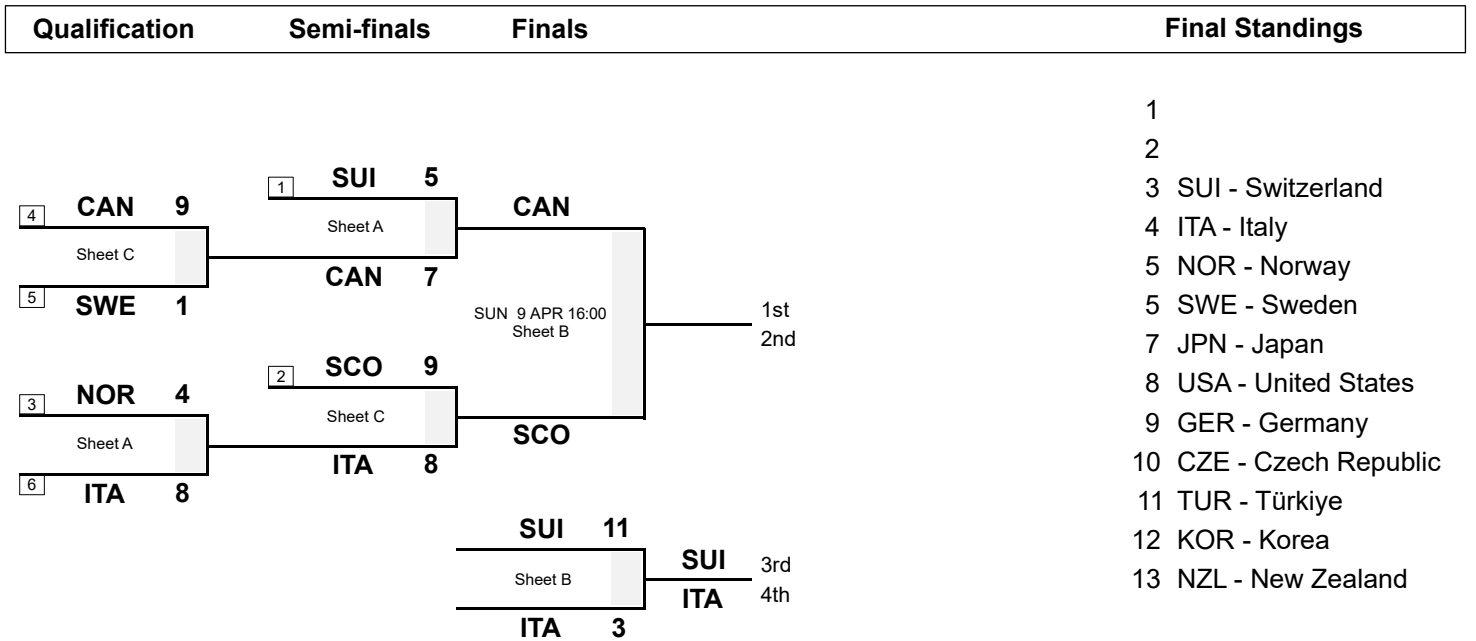 Qualification Semi-finals Finals Final Standings
4 CAN 9
Sheet C
5 SWE 1
3 NOR 4
Sheet A
6 ITA 8
1 SUI 5
Sheet A
CAN 7
2 SCO 9
Sheet C
ITA 8
CAN
SUN 9 APR 16:00
Sheet B
SCO
1st
2nd
SUI 11
Sheet B
ITA 3
SUI 3rd
ITA 4th
1
2
3 SUI - Switzerland
4 ITA - Italy
5 NOR - Norway
5 SWE - Sweden
7 JPN - Japan
8 USA - United States
9 GER - Germany
10 CZE - Czech Republic
11 TUR - Türkiye
12 KOR - Korea
13 NZL - New Zealand